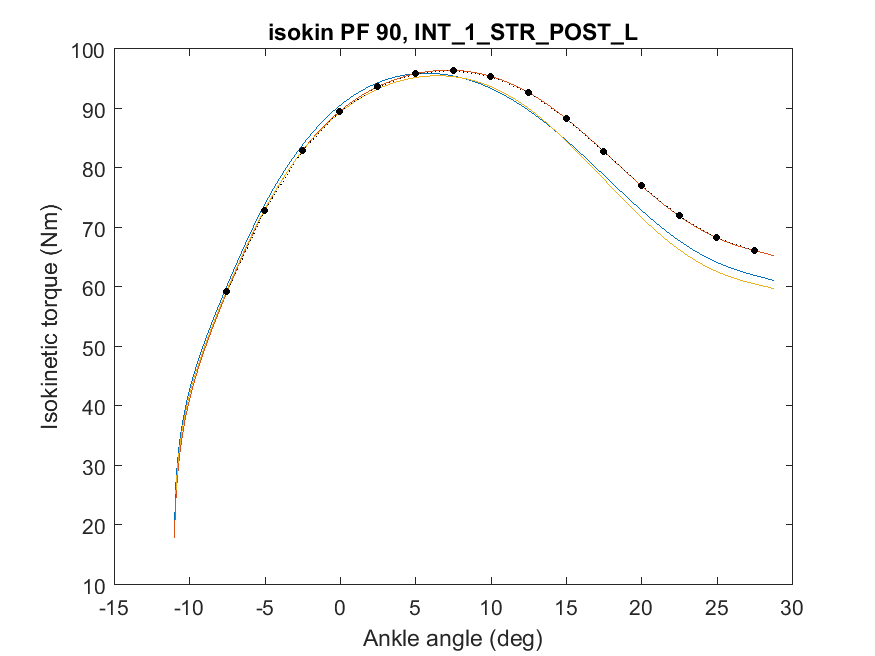 isokin PF 90, INT_1_STR_POST_L
100
90
80
70
60
50
40
30
20
10
Isokinetic torque (Nm)
-15 -10 -5 0 5 10 15 20 25 30
Ankle angle (deg)